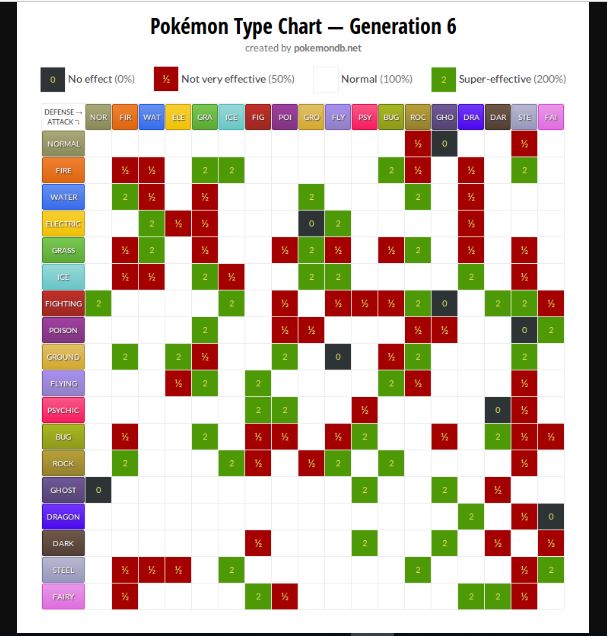 Pokémon Type Chart — Generation 6
created by pokemondb.net
0 No effect (0%) ½ Not very effective (50%) Normal (100%) 2 Super-effective (200%)
DEFENSE →
ATTACK ⤵ NOR FIR WAT ELE GRA ICE FIG POI GRO FLY PSY BUG ROC GHO DRA DAR STE FAI
NORMAL ½ 0 ½
FIRE ½ ½ 2 2 2 ½ ½ 2
WATER 2 ½ ½ 2 2 ½
ELECTRIC 2 ½ ½ 0 2 ½
GRASS ½ 2 ½ ½ 2 ½ ½ 2 ½ ½
ICE ½ ½ 2 ½ 2 2 2 ½
FIGHTING 2 2 ½ ½ ½ ½ 2 0 2 2 ½
POISON 2 ½ ½ ½ ½ 0 2
GROUND 2 2 ½ 2 0 ½ 2 2
FLYING ½ 2 2 2 ½ ½
PSYCHIC 2 2 ½ 0 ½
BUG ½ 2 ½ ½ ½ 2 ½ 2 ½ ½
ROCK 2 2 ½ ½ 2 2 ½
GHOST 0 2 2 ½
DRAGON 2 ½ 0
DARK ½ 2 2 ½ ½
STEEL ½ ½ ½ 2 2 ½ 2
FAIRY ½ 2 ½ 2 2 ½